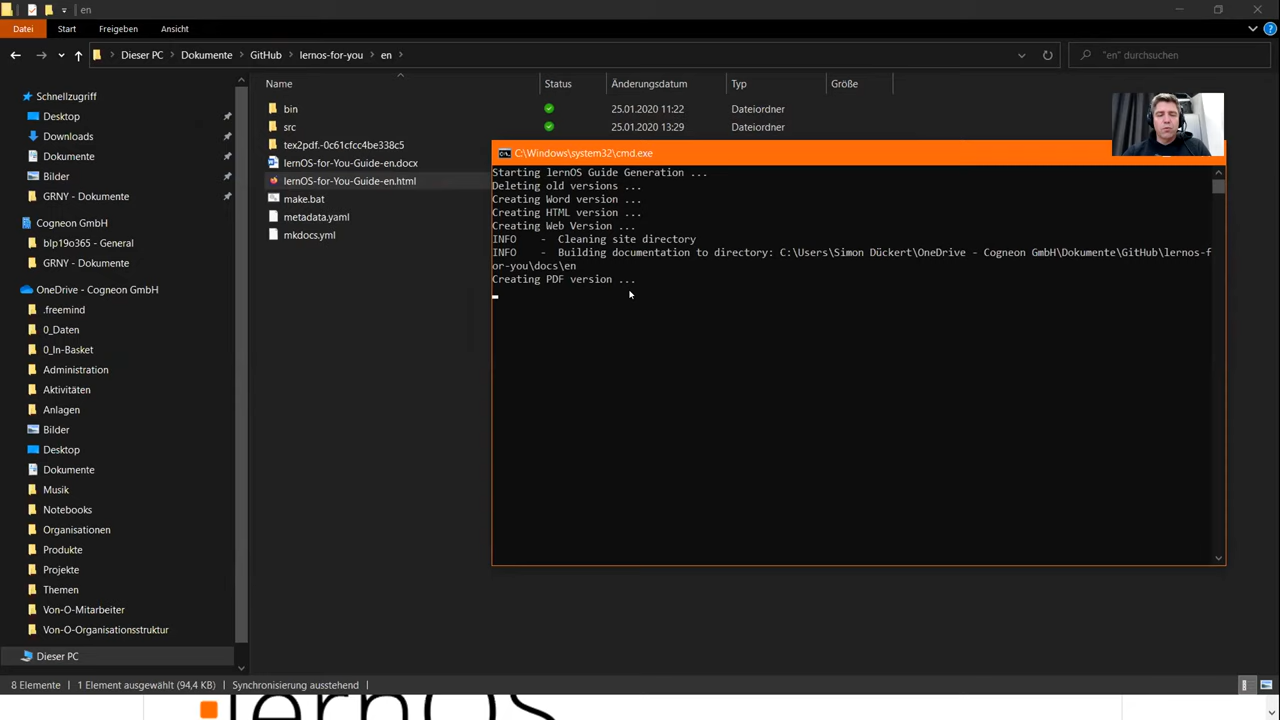 en
Datei Start Freigeben Ansicht
Dieser PC Dokumente GitHub lernos-for-you en "en" durchsuchen
Name Status Änderungsdatum Typ Größe
Schnellzugriff
Desktop
Downloads
Dokumente
Bilder
GRNY - Dokumente
Cogneon GmbH
blp19o365 - General
GRNY - Dokumente
OneDrive - Cogneon GmbH
.freemind
0_Daten
0_In-Basket
Administration
Aktivitäten
Anlagen
Bilder
Desktop
Dokumente
Musik
Notebooks
Organisationen
Produkte
Projekte
Themen
Von-O-Mitarbeiter
Von-O-Organisationsstruktur
Dieser PC
bin 25.01.2020 11:22 Dateiordner
src 25.01.2020 13:29 Dateiordner
tex2pdf.-0c61cfcc4be338c5
lernOS-for-You-Guide-en.docx
lernOS-for-You-Guide-en.html
make.bat
metadata.yaml
mkdocs.yml
C:\Windows\system32\cmd.exe
Starting lernOS Guide Generation ...
Deleting old versions ...
Creating Word version ...
Creating HTML version ...
Creating Web Version ...
INFO - Cleaning site directory
INFO - Building documentation to directory: C:\Users\Simon Dückert\OneDrive - Cogneon GmbH\Dokumente\GitHub\lernos-f
or-you\docs\en
Creating PDF version ...
8 Elemente 1 Element ausgewählt (94,4 KB) Synchronisierung ausstehend
lernOS